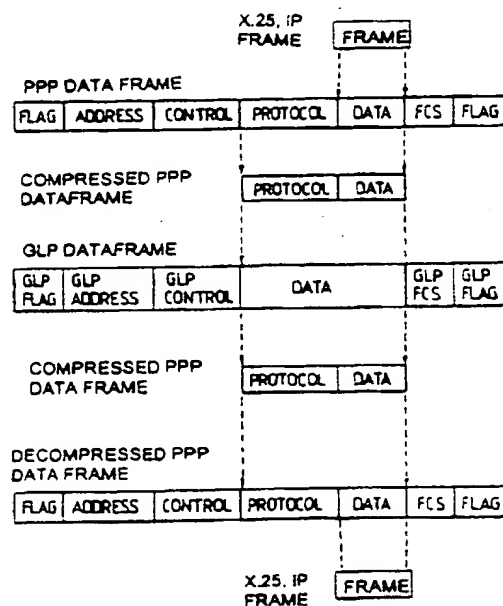 X.25, IP
FRAME
FRAME
PPP DATA FRAME
FLAG ADDRESS CONTROL PROTOCOL DATA FCS FLAG
COMPRESSED PPP
DATAFRAME
PROTOCOL DATA
GLP DATAFRAME
GLP FLAG GLP ADDRESS GLP CONTROL DATA GLP FCS GLP FLAG
COMPRESSED PPP
DATA FRAME
PROTOCOL DATA
DECOMPRESSED PPP
DATA FRAME
FLAG ADDRESS CONTROL PROTOCOL DATA FCS FLAG
X.25, IP
FRAME
FRAME